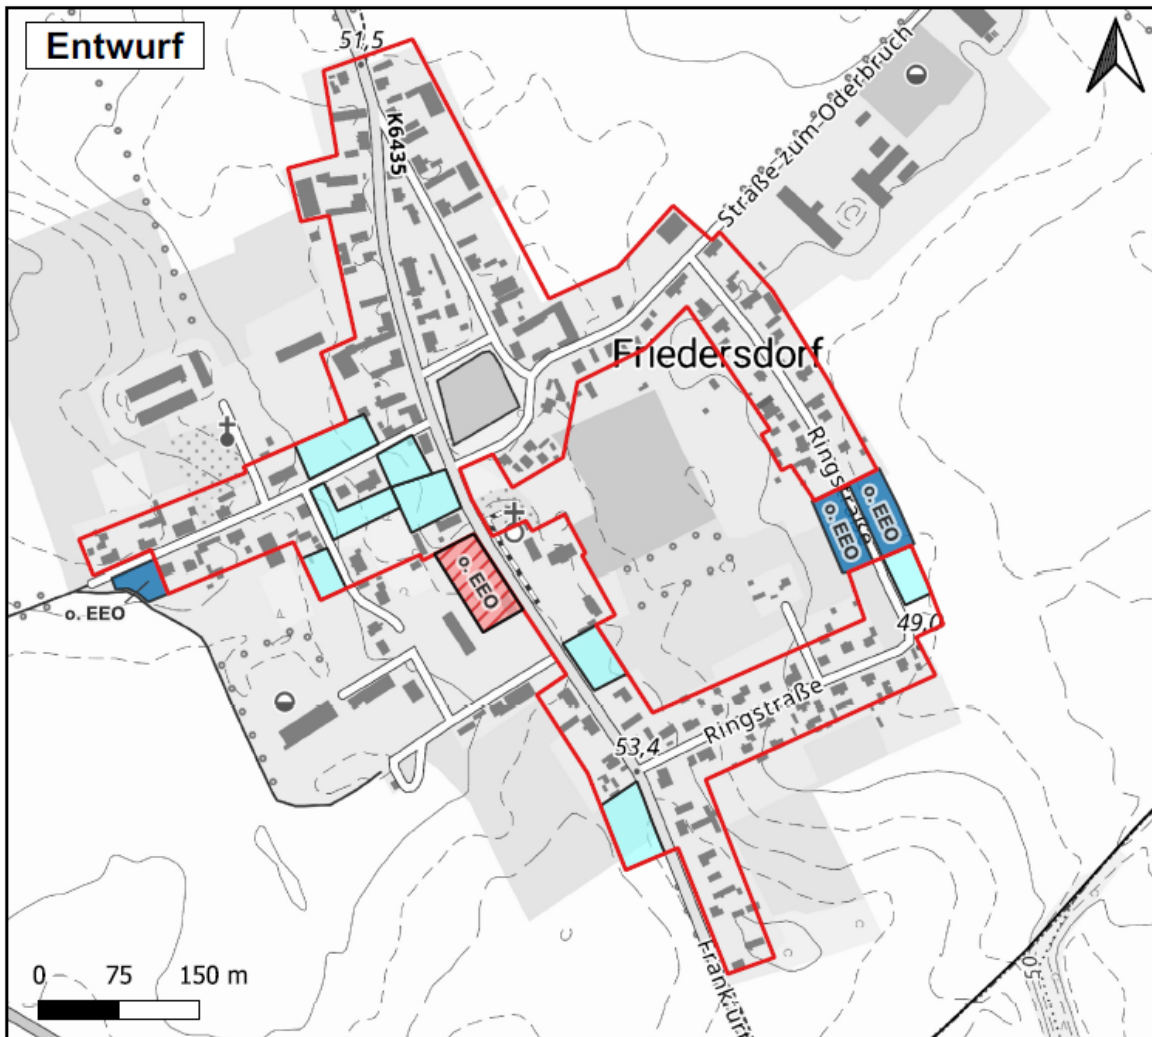 Entwurf
51,5
K6435
Straße-zum-Oderbruch
Friedersdorf
Ringstraße
o. EEO
o. EEO
o. EEO
o. EEO
49,0
Ringstraße
53,4
0 75 150 m
50